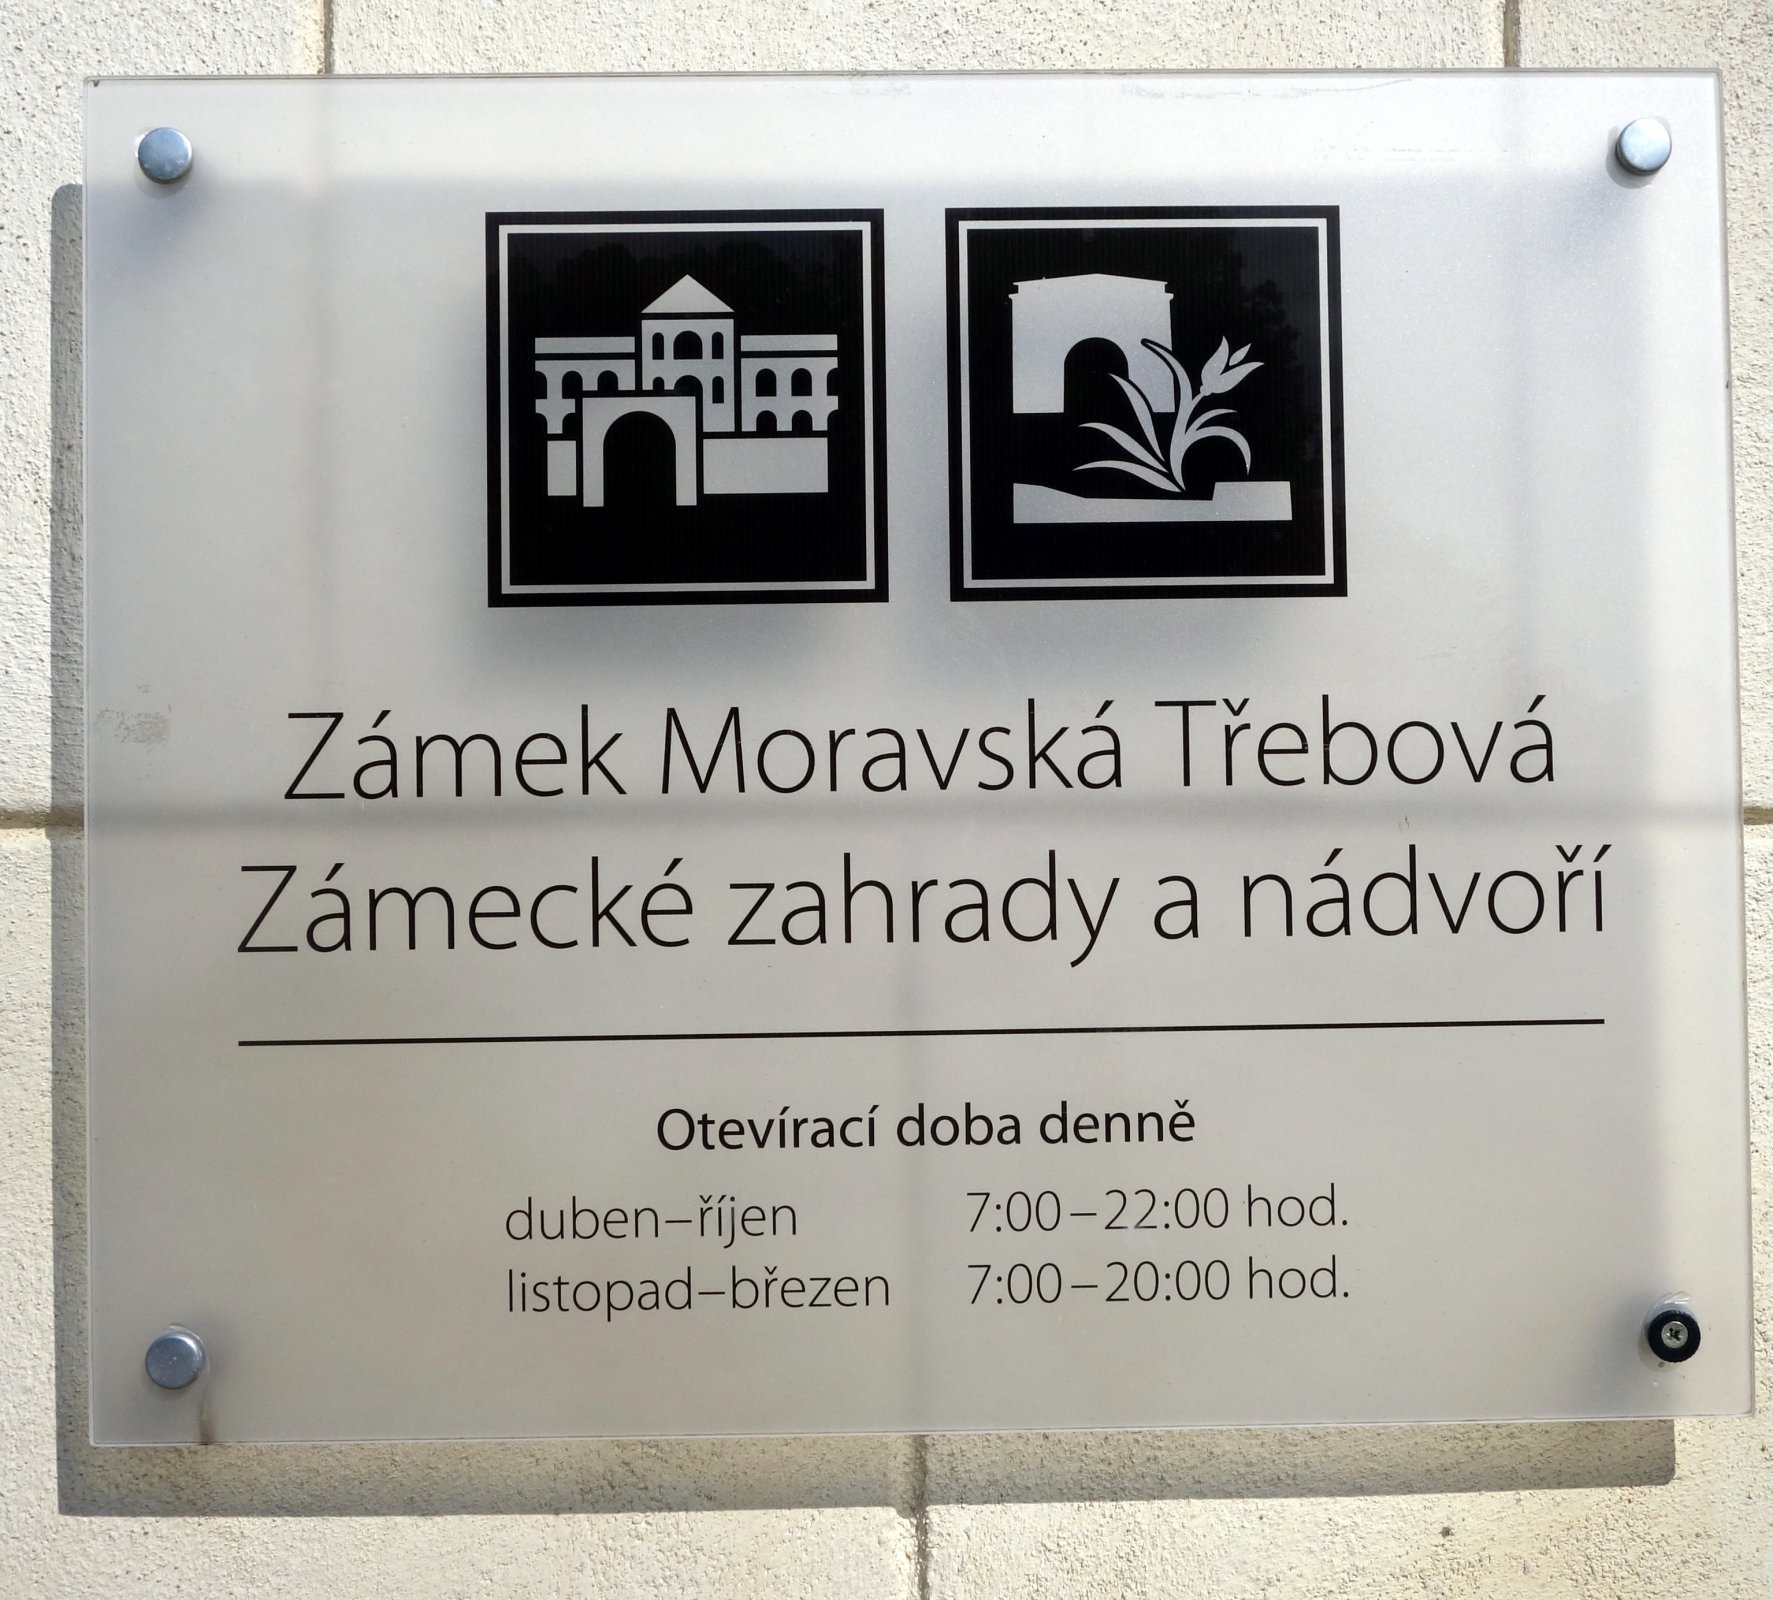 Zámek Moravská Třebová
Zámecké zahrady a nádvoří
Otevírací doba denně
duben–říjen 7:00–22:00 hod.
listopad–březen 7:00–20:00 hod.